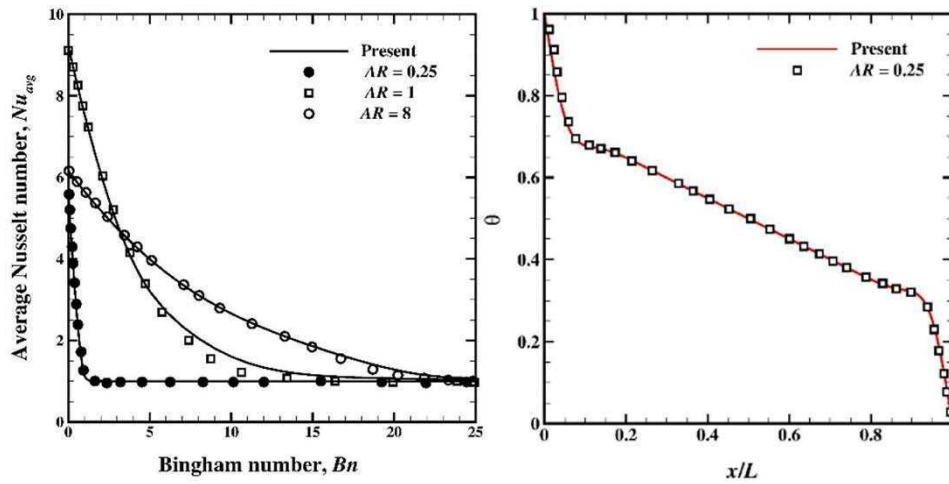 Average Nusselt number, Nu_avg
10
8
6
4
2
0
0
5
10
15
20
25
Bingham number, Bn
Present
AR = 0.25
AR = 1
AR = 8
θ
1
0.8
0.6
0.4
0.2
0
0
0.2
0.4
0.6
0.8
x/L
Present
AR = 0.25